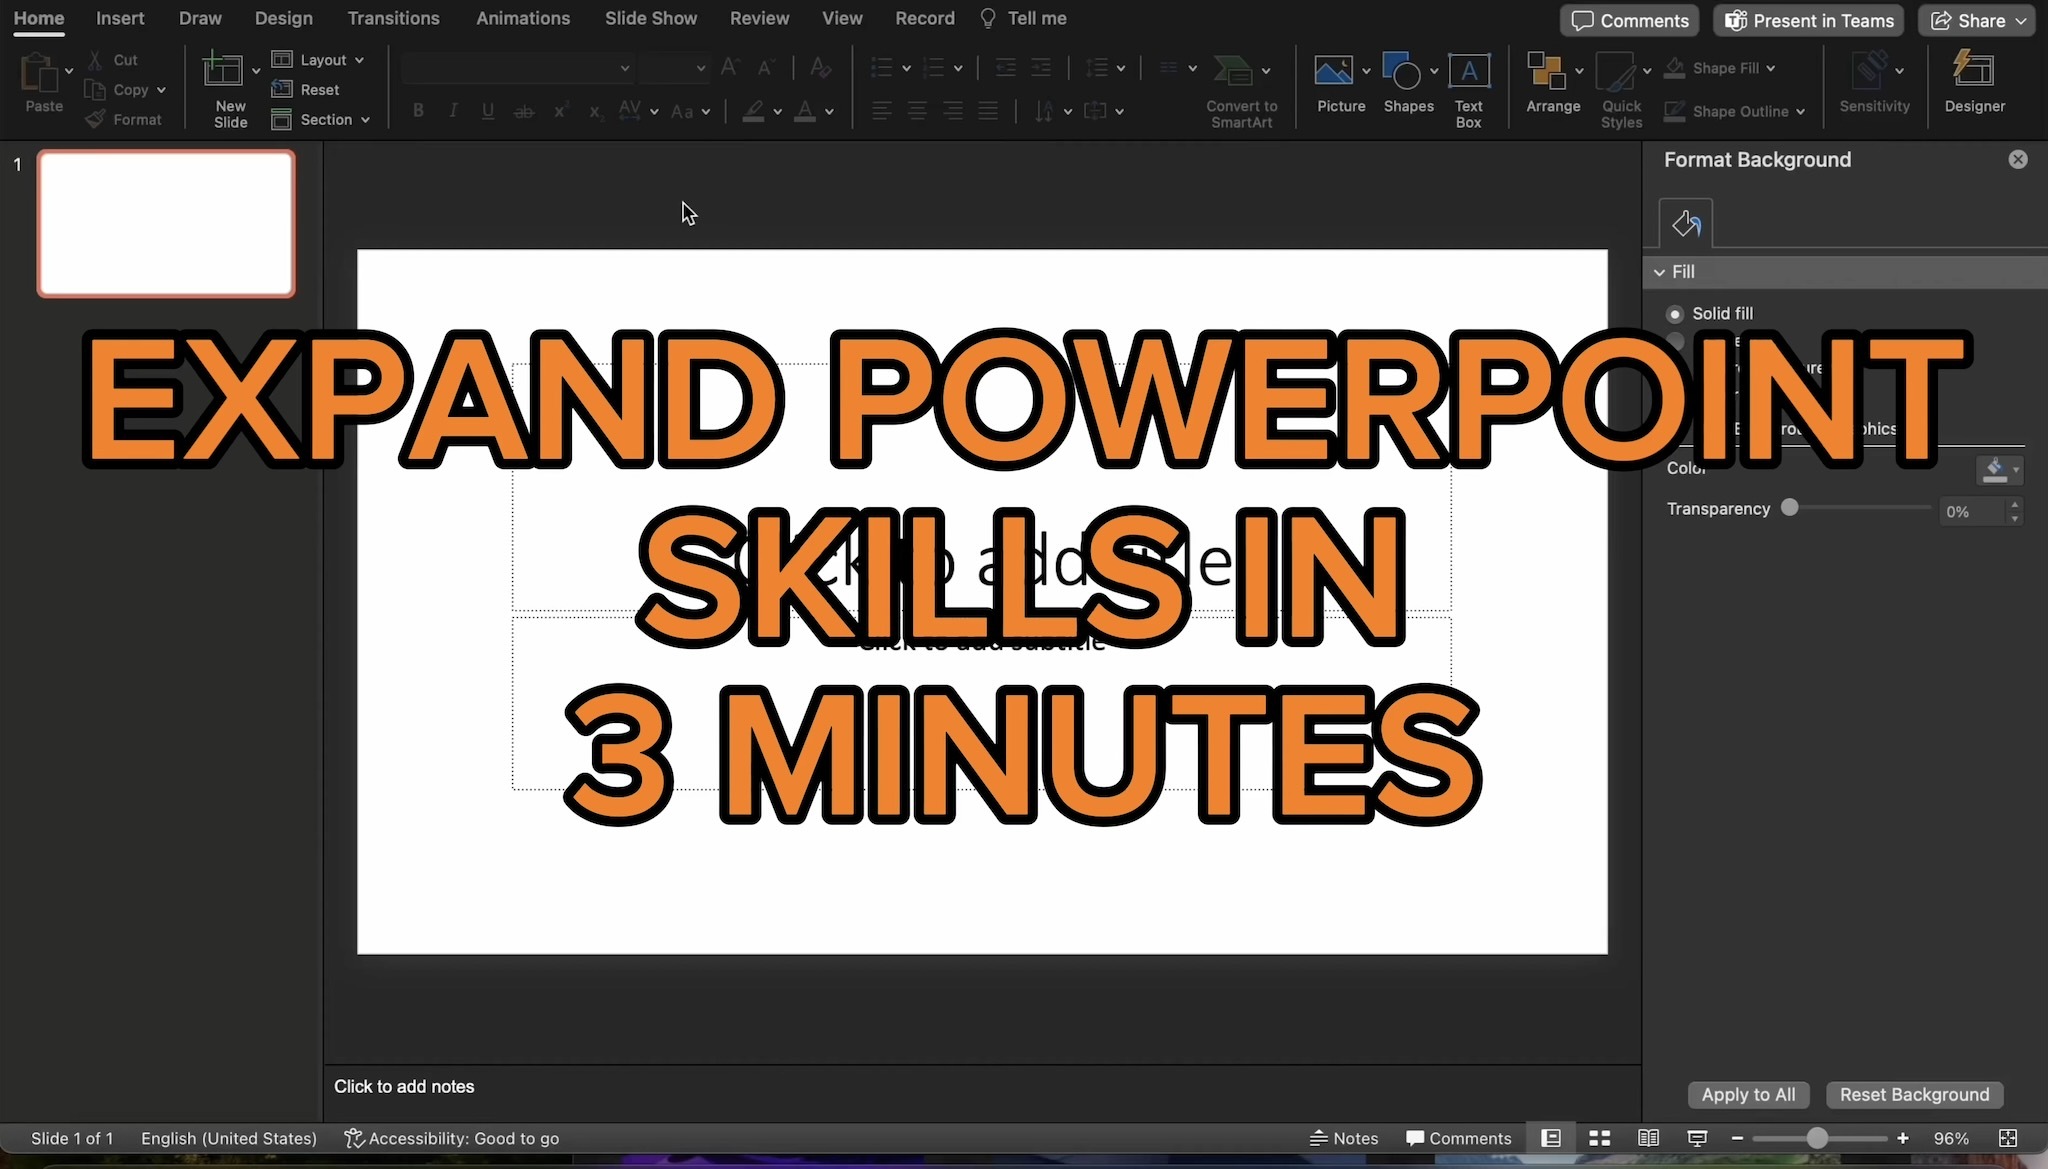 Home Insert Draw Design Transitions Animations Slide Show Review View Record Tell me
Comments Present in Teams Share
Paste
Cut
Copy
Format
New
Slide
Layout
Reset
Section
Convert to
SmartArt
Picture
Shapes
Text
Box
Arrange
Quick
Styles
Shape Fill
Shape Outline
Sensitivity
Designer
1
Format Background
Fill
Solid fill
Color
Transparency 0%
EXPAND POWERPOINT
SKILLS IN
3 MINUTES
Click to add notes
Apply to All Reset Background
Slide 1 of 1 English (United States) Accessibility: Good to go
Notes Comments 96%